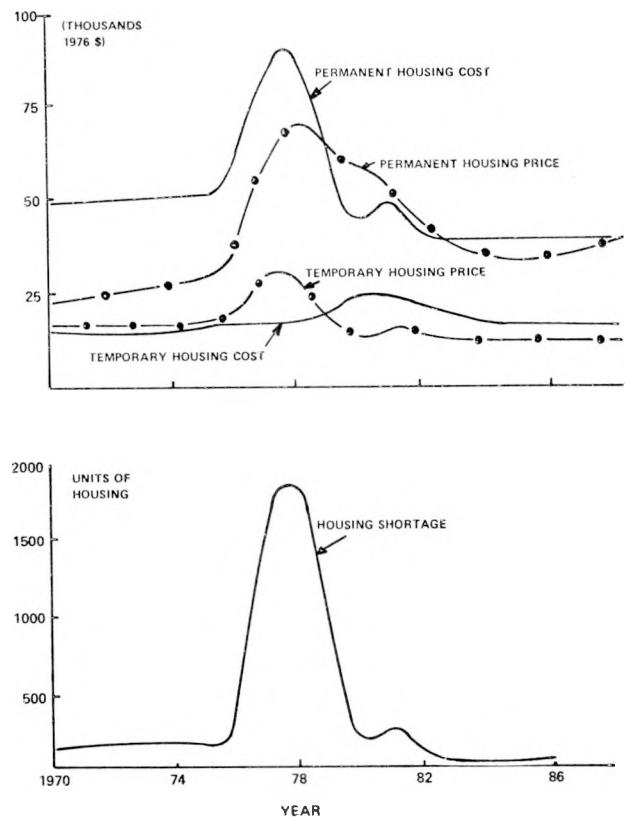 100
(THOUSANDS
1976 $)
PERMANENT HOUSING COST
75
PERMANENT HOUSING PRICE
50
TEMPORARY HOUSING PRICE
25
TEMPORARY HOUSING COST
2000
UNITS OF
HOUSING
HOUSING SHORTAGE
1500
1000
500
1970
74
78
82
86
YEAR